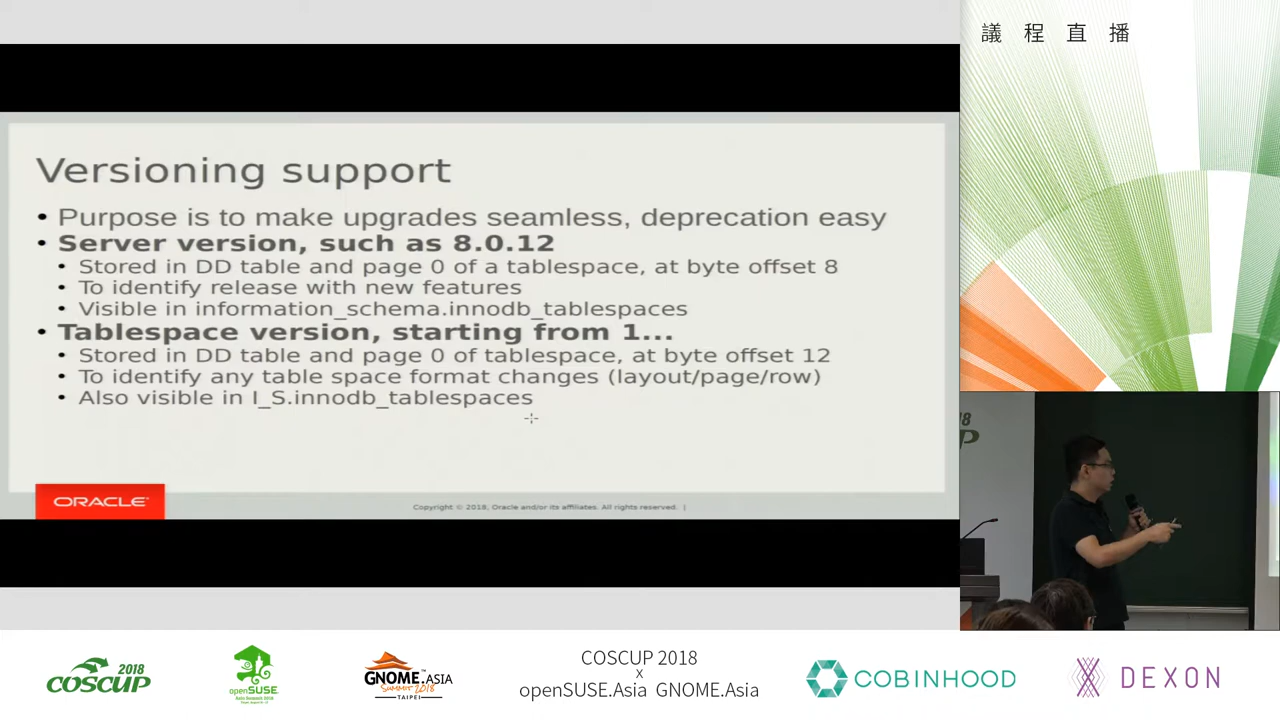 議程直播
Versioning support
• Purpose is to make upgrades seamless, deprecation easy
• Server version, such as 8.0.12
• Stored in DD table and page 0 of a tablespace, at byte offset 8
• To identify release with new features
• Visible in information_schema.innodb_tablespaces
• Tablespace version, starting from 1...
• Stored in DD table and page 0 of tablespace, at byte offset 12
• To identify any table space format changes (layout/page/row)
• Also visible in I_S.innodb_tablespaces
ORACLE
Copyright © 2018, Oracle and/or its affiliates. All rights reserved. |
2018
COSCUP
openSUSE
GNOME.ASIA
SUMMIT 2018
TAIPEI
COSCUP 2018
x
openSUSE.Asia GNOME.Asia
COBINHOOD
DEXON